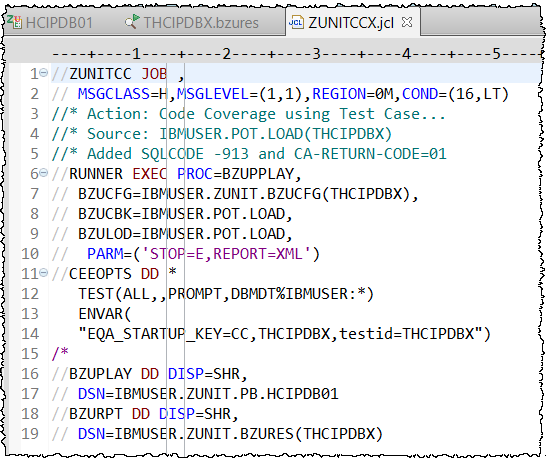 HCIPDB01 THCIPDBX.bzures ZUNITCCX.jcl
----+----1----+----2----+----3----+----4----+----5-----
1 //ZUNITCC JOB ,
2 // MSGCLASS=H,MSGLEVEL=(1,1),REGION=0M,COND=(16,LT)
3 //* Action: Code Coverage using Test Case...
4 //* Source: IBMUSER.POT.LOAD(THCIPDBX)
5 //* Added SQLCODE -913 and CA-RETURN-CODE=01
6 //RUNNER EXEC PROC=BZUPPLAY,
7 // BZUCFG=IBMUSER.ZUNIT.BZUCFG(THCIPDBX),
8 // BZUCBK=IBMUSER.POT.LOAD,
9 // BZULOD=IBMUSER.POT.LOAD,
10 //  PARM=('STOP=E,REPORT=XML')
11 //CEEOPTS DD *
12    TEST(ALL,,PROMPT,DBMDT%IBMUSER:*)
13    ENVAR(
14    "EQA_STARTUP_KEY=CC,THCIPDBX,testid=THCIPDBX")
15 /*
16 //BZUPLAY DD DISP=SHR,
17 // DSN=IBMUSER.ZUNIT.PB.HCIPDB01
18 //BZURPT DD DISP=SHR,
19 // DSN=IBMUSER.ZUNIT.BZURES(THCIPDBX)